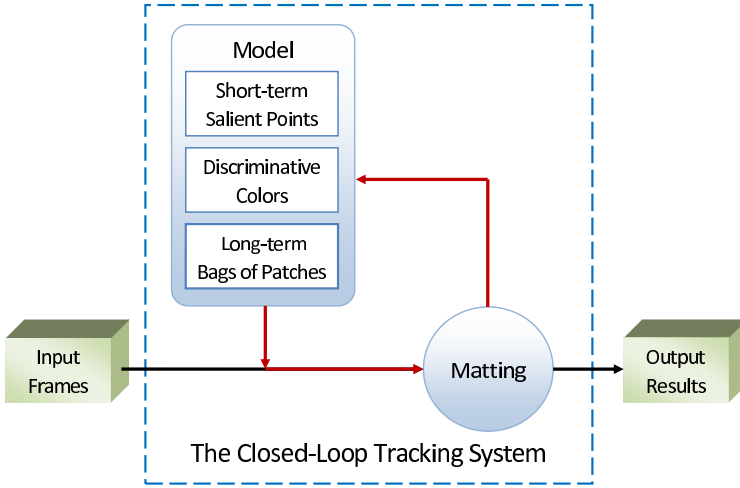 Model
Short-term
Salient Points
Discriminative
Colors
Long-term
Bags of Patches
Input
Frames
Matting
Output
Results
The Closed-Loop Tracking System